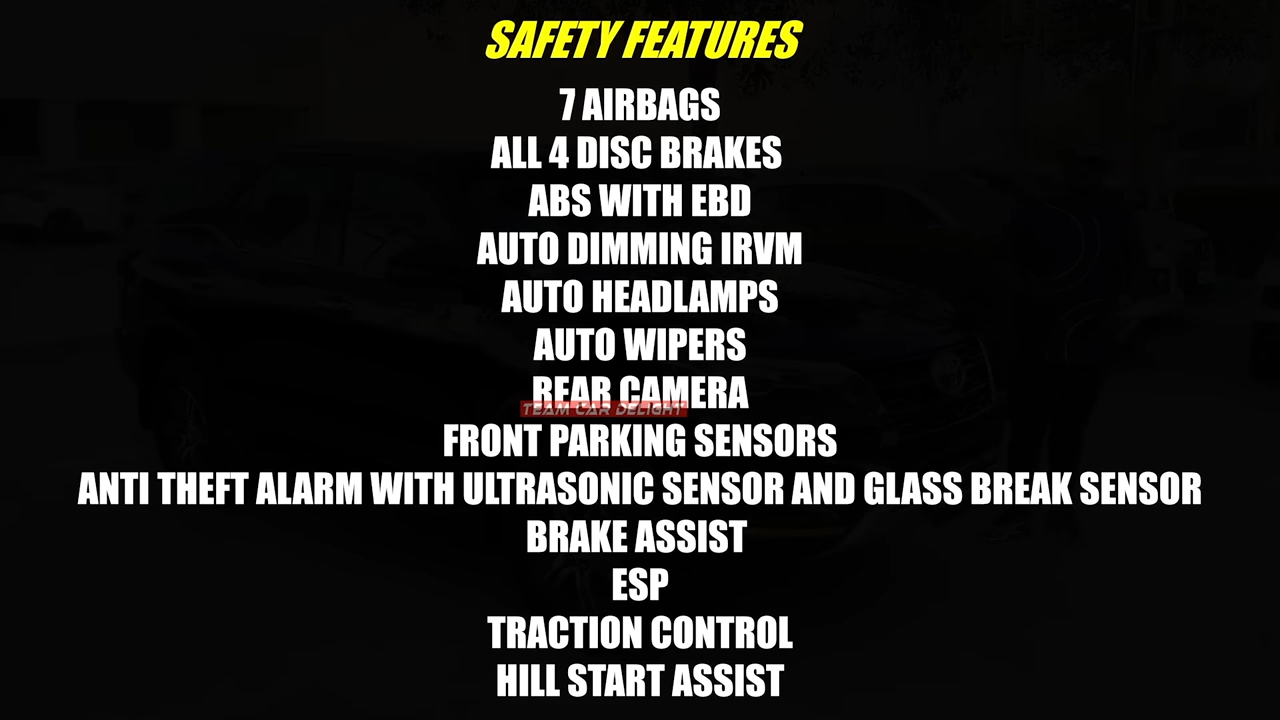 SAFETY FEATURES
7 AIRBAGS
ALL 4 DISC BRAKES
ABS WITH EBD
AUTO DIMMING IRVM
AUTO HEADLAMPS
AUTO WIPERS
REAR CAMERA
TEAM CAR DELIGHT
FRONT PARKING SENSORS
ANTI THEFT ALARM WITH ULTRASONIC SENSOR AND GLASS BREAK SENSOR
BRAKE ASSIST
ESP
TRACTION CONTROL
HILL START ASSIST